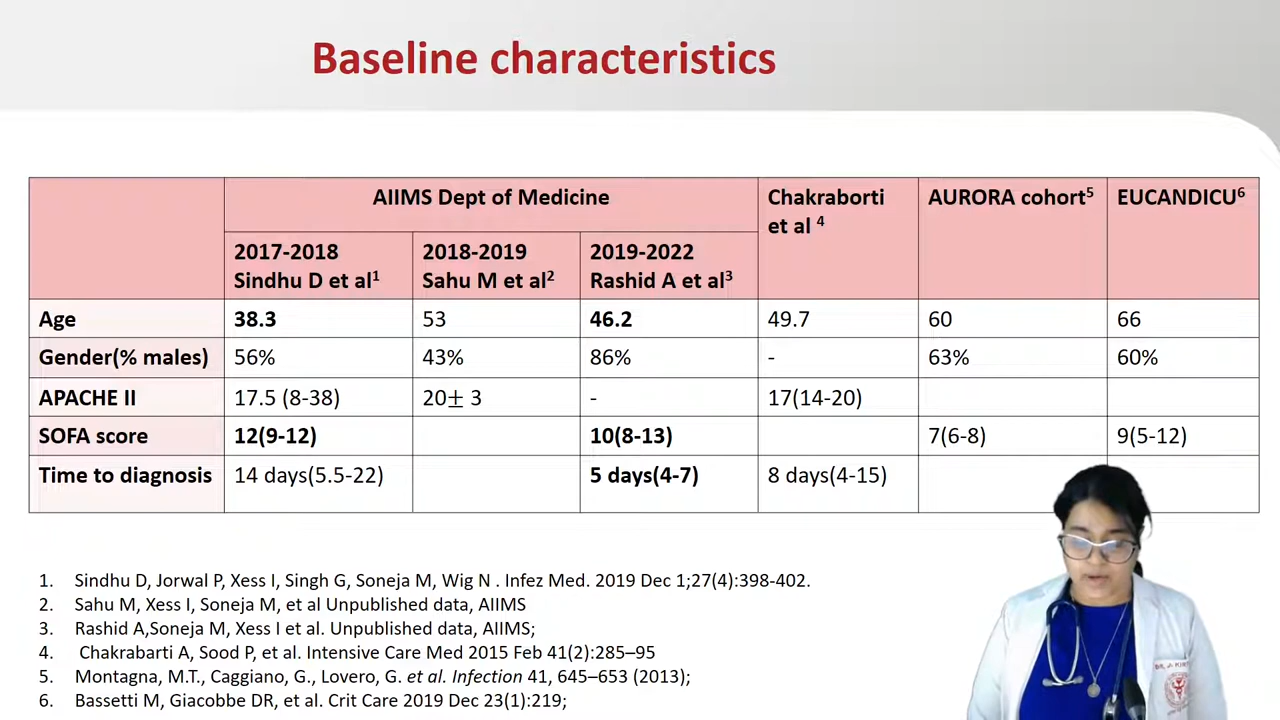 Baseline characteristics
AIIMS Dept of Medicine
Chakraborti
et al 4
AURORA cohort5
EUCANDICU6
2017-2018
Sindhu D et al1
2018-2019
Sahu M et al2
2019-2022
Rashid A et al3
Age 38.3 53 46.2 49.7 60 66
Gender(% males) 56% 43% 86% - 63% 60%
APACHE II 17.5 (8-38) 20± 3 - 17(14-20)
SOFA score 12(9-12) 10(8-13) 7(6-8) 9(5-12)
Time to diagnosis 14 days(5.5-22) 5 days(4-7) 8 days(4-15)
1. Sindhu D, Jorwal P, Xess I, Singh G, Soneja M, Wig N . Infez Med. 2019 Dec 1;27(4):398-402.
2. Sahu M, Xess I, Soneja M, et al Unpublished data, AIIMS
3. Rashid A,Soneja M, Xess I et al. Unpublished data, AIIMS;
4. Chakrabarti A, Sood P, et al. Intensive Care Med 2015 Feb 41(2):285–95
5. Montagna, M.T., Caggiano, G., Lovero, G. et al. Infection 41, 645–653 (2013);
6. Bassetti M, Giacobbe DR, et al. Crit Care 2019 Dec 23(1):219;